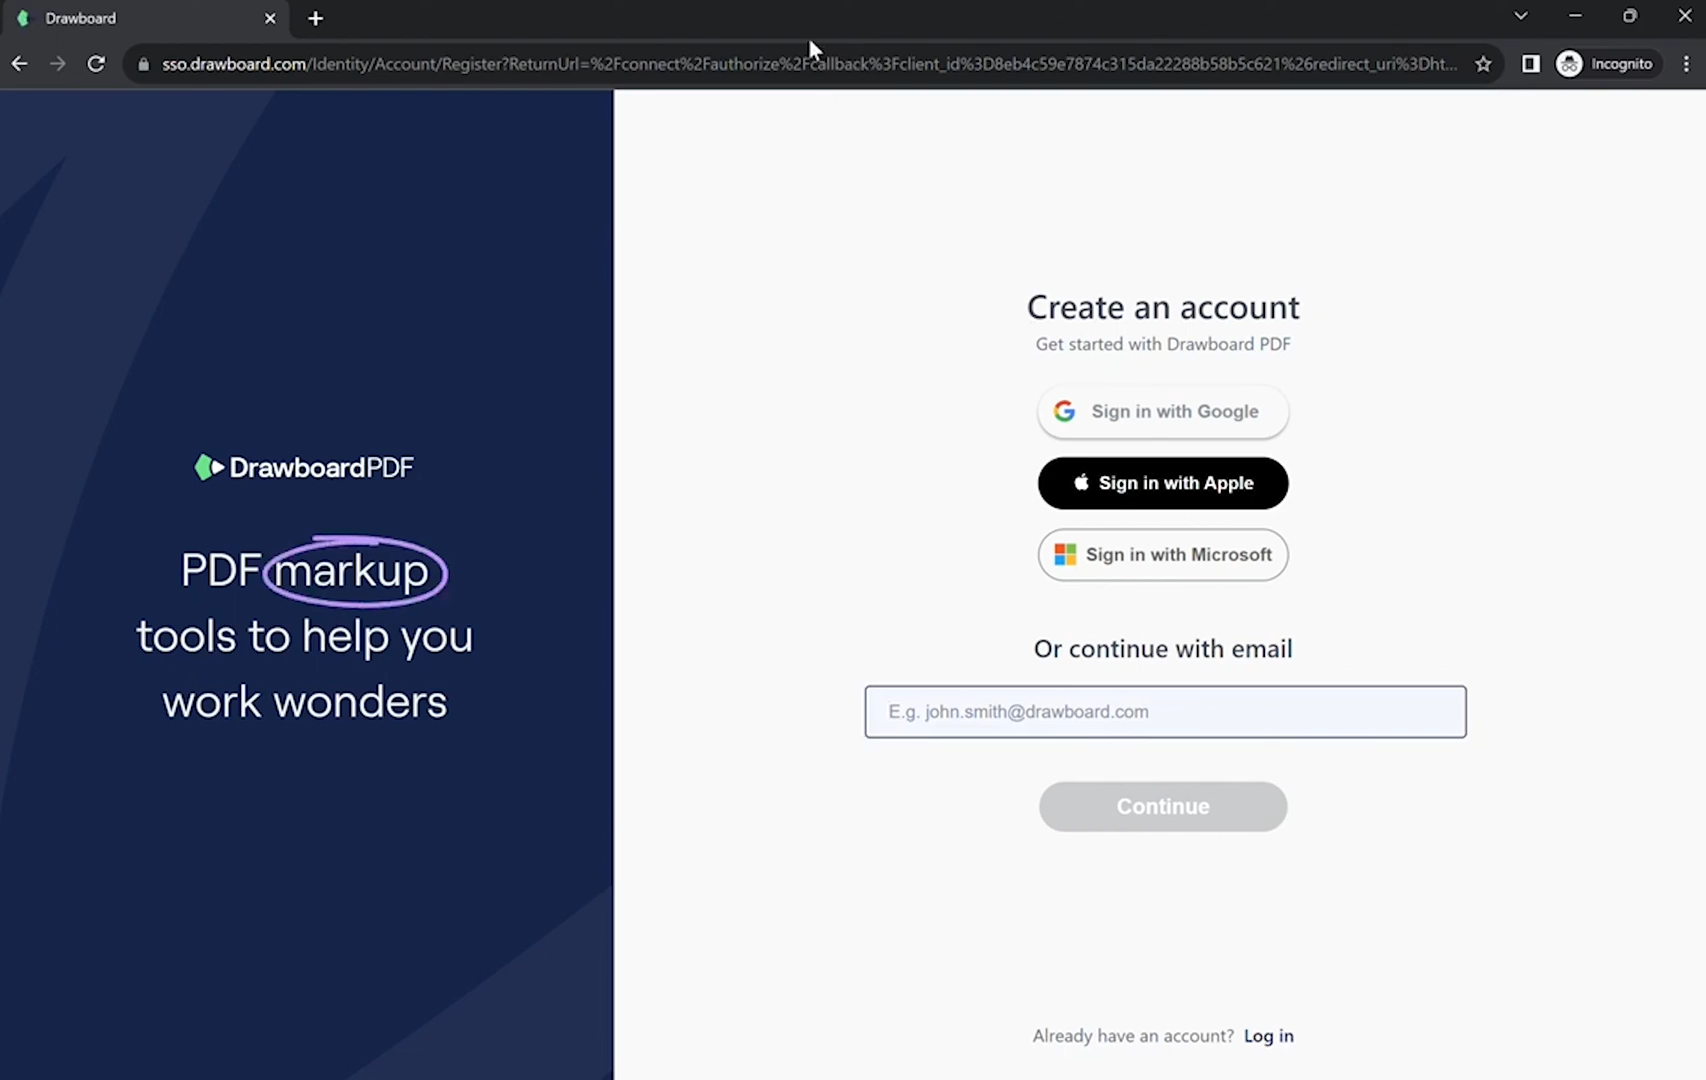 Drawboard
sso.drawboard.com/Identity/Account/Register?ReturnUrl=%2Fconnect%2Fauthorize%2Fcallback%3Fclient_id%3D8eb4c59e7874c315da22288b58b5c621%26redirect_uri%3Dht...
Incognito
DrawboardPDF
PDF markup
tools to help you
work wonders
Create an account
Get started with Drawboard PDF
Sign in with Google
Sign in with Apple
Sign in with Microsoft
Or continue with email
E.g. john.smith@drawboard.com
Continue
Already have an account? Log in